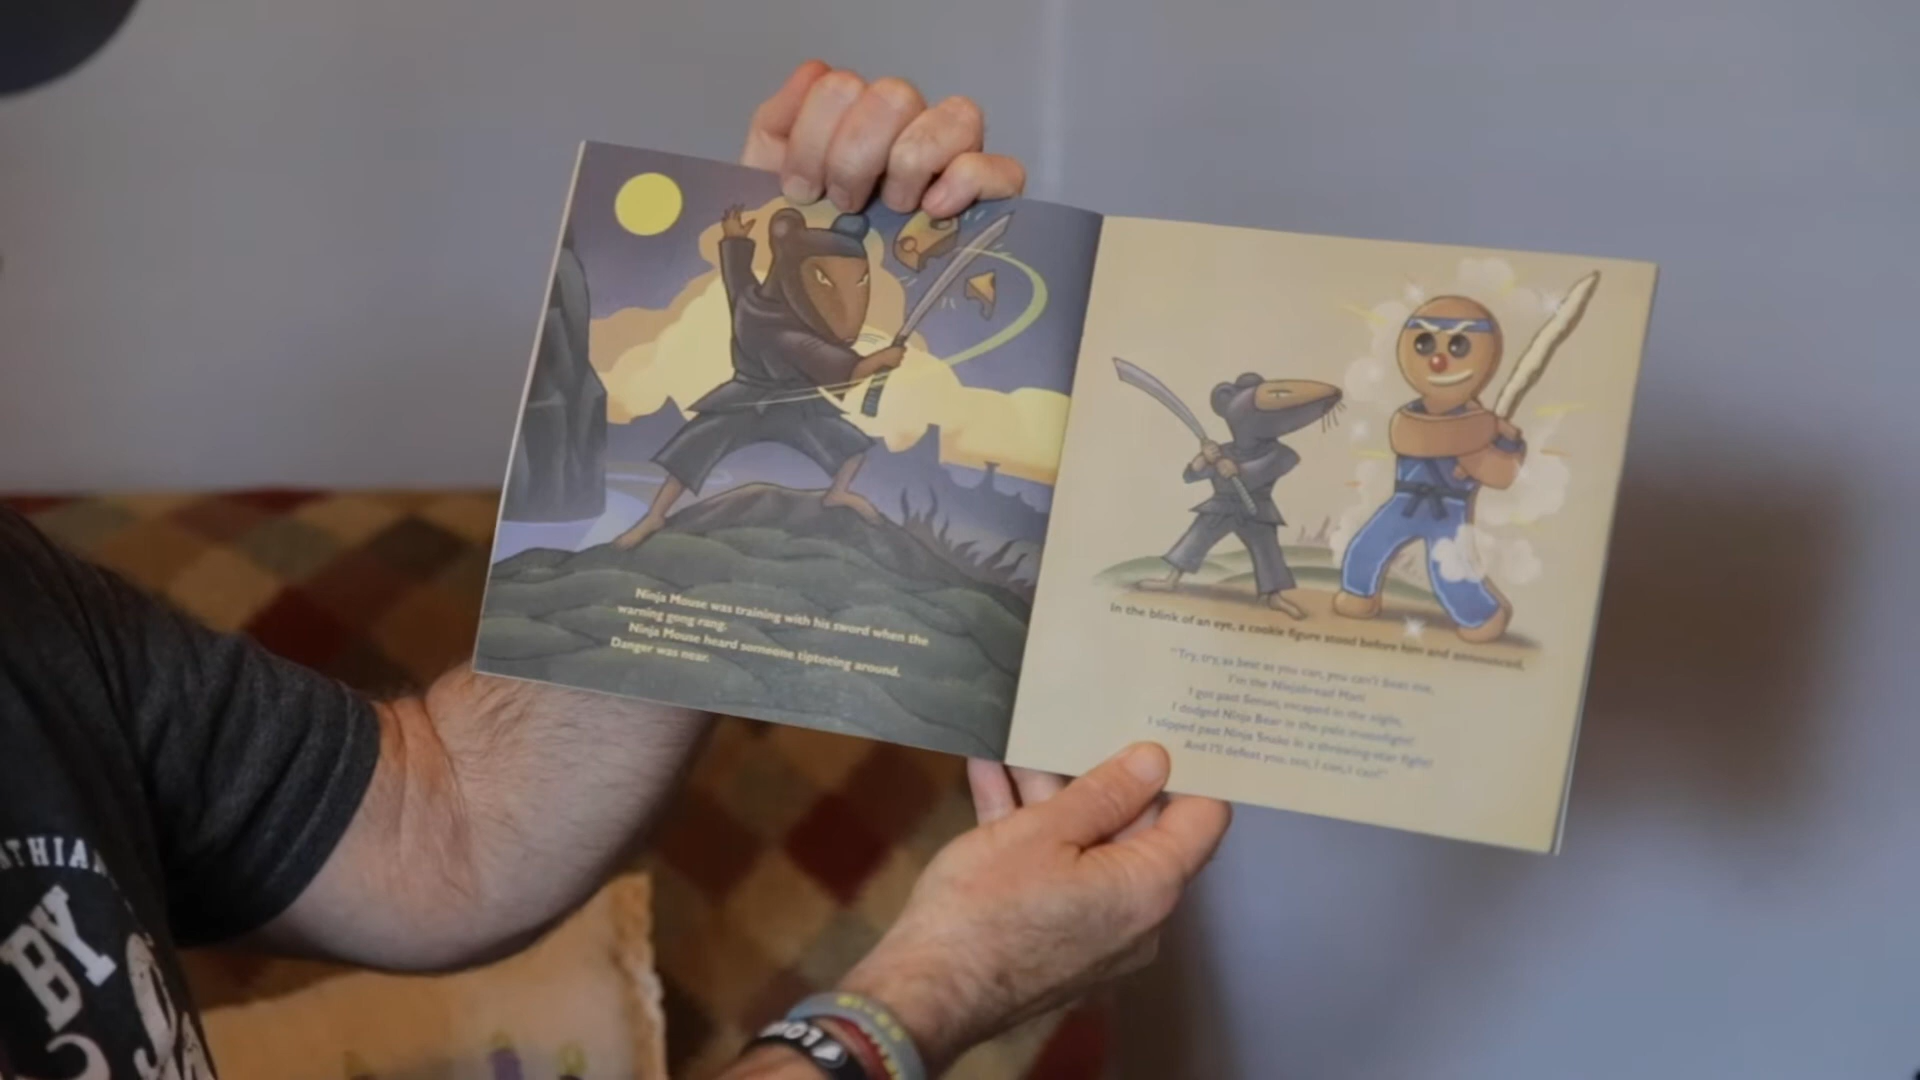 Ninja Mouse was training with his sword when the
warning gong rang.
Ninja Mouse heard someone tiptoeing around.
Danger was near.
In the blink of an eye, a cookie figure stood before him and announced,
"Try, try, as best as you can, you can't beat me,
I'm the Ninjabread Man!
I got past Sensei, escaped in the night,
I dodged Ninja Bear in the pale moonlight!
I slipped past Ninja Snake in a throwing-star fight!
And I'll defeat you, too, I can, I can!"
BY